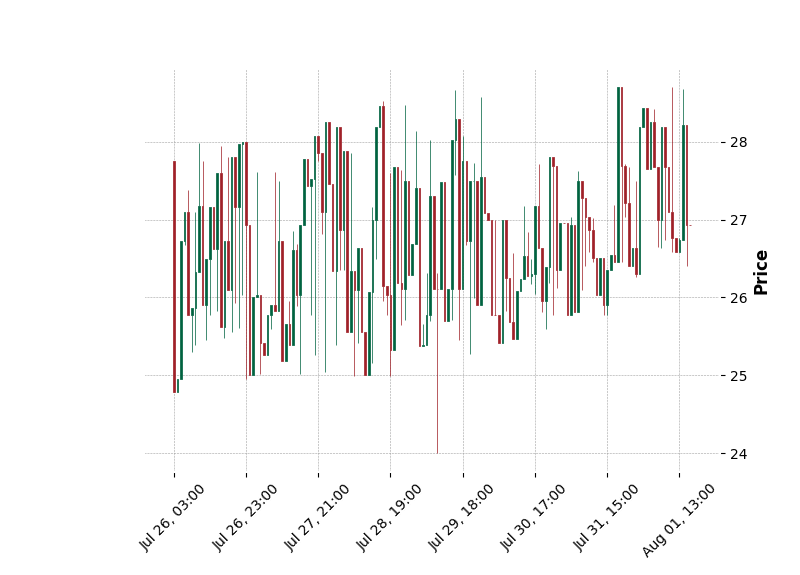 28
27
26
25
24
Price
Jul 26, 03:00
Jul 26, 23:00
Jul 27, 21:00
Jul 28, 19:00
Jul 29, 18:00
Jul 30, 17:00
Jul 31, 15:00
Aug 01, 13:00